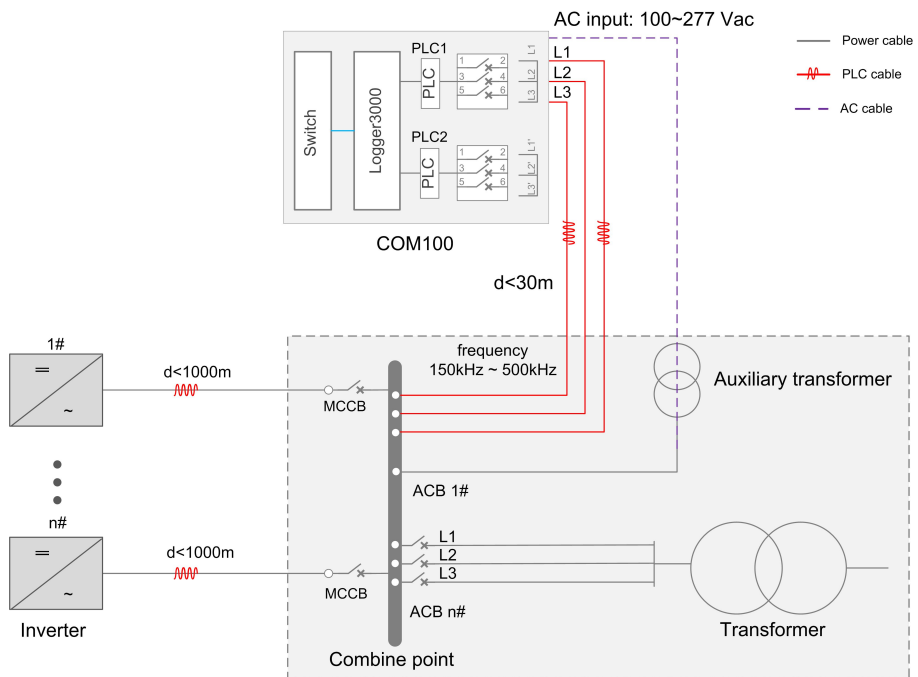 AC input: 100~277 Vac
Power cable
PLC cable
AC cable
Switch
Logger3000
PLC1
PLC
1 2
3 4
5 6
L1
L2
L3
L1
L2
L3
PLC2
PLC
1 2
3 4
5 6
L1'
L2'
L3'
COM100
d<30m
1#
d<1000m
MCCB
frequency
150kHz ~ 500kHz
Auxiliary transformer
ACB 1#
n#
d<1000m
MCCB
L1
L2
L3
ACB n#
Inverter
Combine point
Transformer